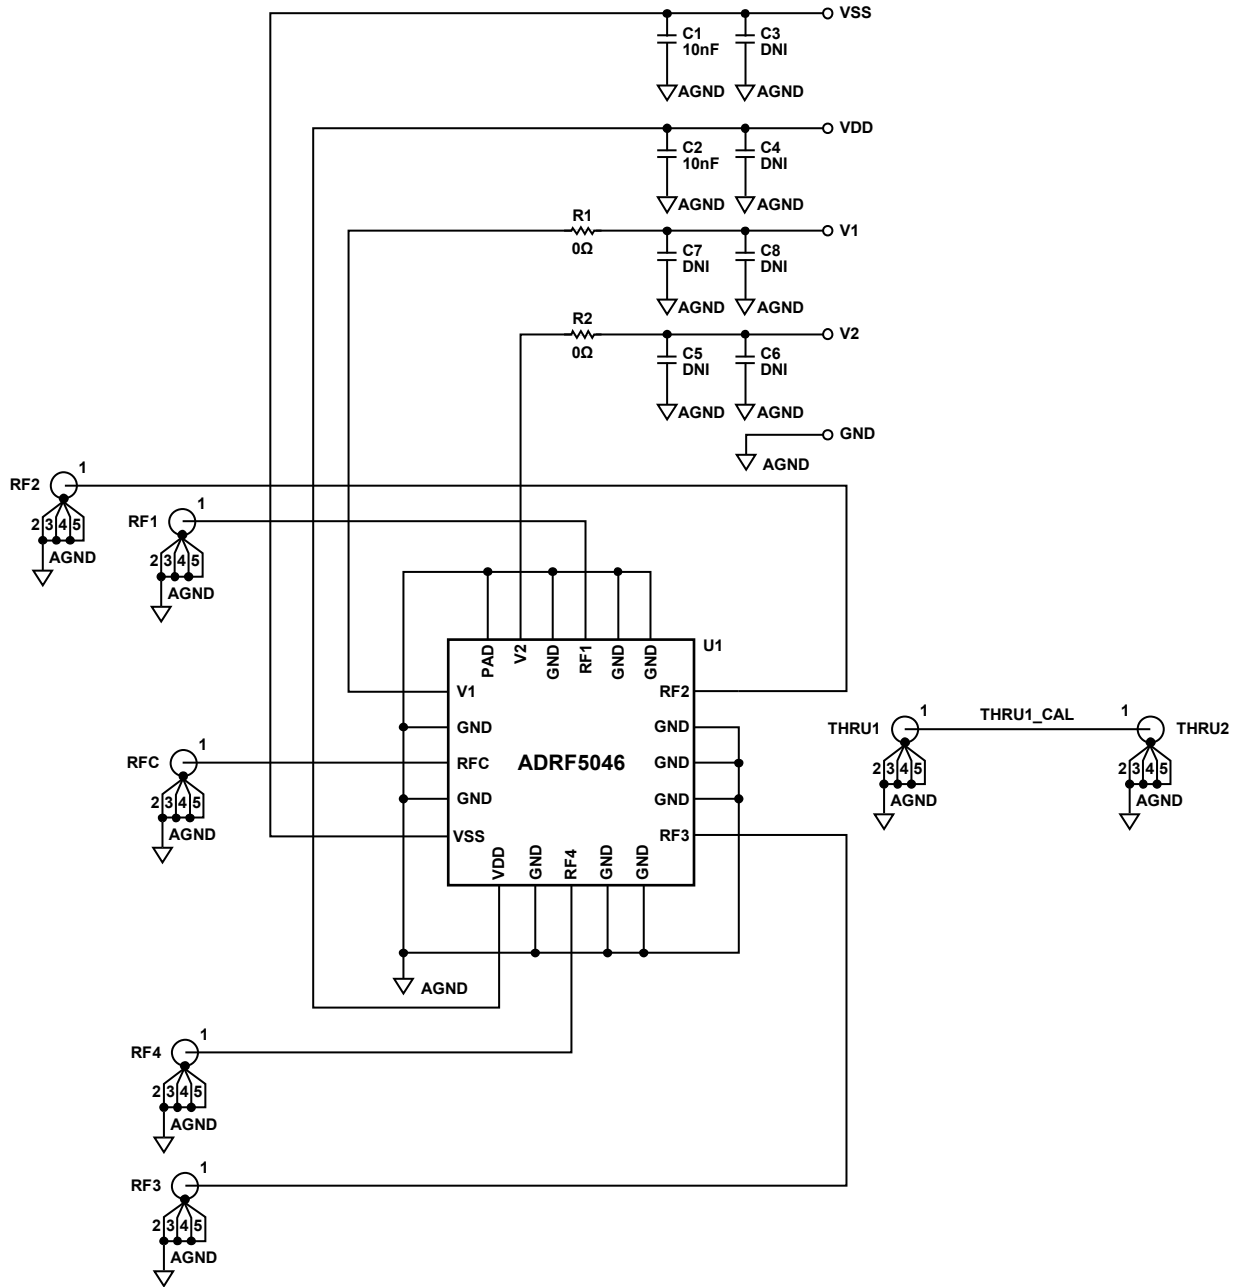 VSS
C1
10nF
C3
DNI
AGND
AGND
VDD
C2
10nF
C4
DNI
AGND
AGND
R1
0Ω
V1
C7
DNI
C8
DNI
AGND
AGND
R2
0Ω
V2
C5
DNI
C6
DNI
AGND
AGND
GND
AGND
RF2
1
2 3 4 5
AGND
RF1
1
2 3 4 5
AGND
U1
PAD
V2
GND
RF1
GND
GND
V1
GND
RFC
GND
VSS
ADRF5046
RF2
GND
GND
GND
RF3
VDD
GND
RF4
GND
GND
AGND
RFC
1
2 3 4 5
AGND
THRU1
1
THRU1_CAL
1
THRU2
2 3 4 5
AGND
2 3 4 5
AGND
RF4
1
2 3 4 5
AGND
RF3
1
2 3 4 5
AGND